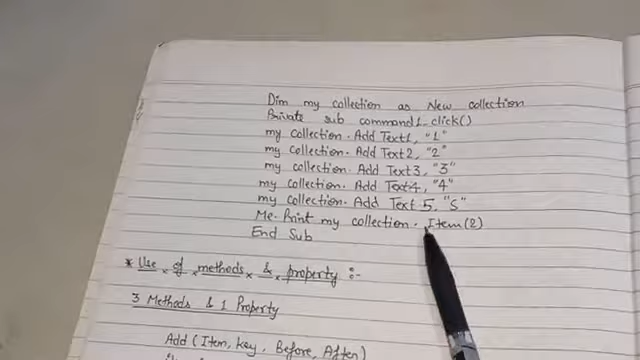 Dim my collection as New collection
Private sub command1_click()
my collection. Add Text1, "1"
my collection. Add Text2, "2"
my collection. Add Text3, "3"
my collection. Add Text4, "4"
my collection. Add Text 5, "5"
Me. Print my collection. Item(2)
End Sub
* Use of methods & property :-
3 Methods & 1 Property
Add (Item, Key, Before, After)